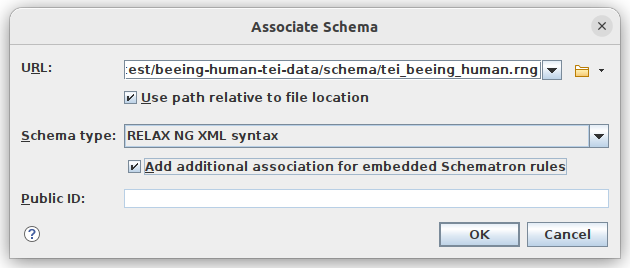 Associate Schema
URL: :est/beeing-human-tei-data/schema/tei_beeing_human.rng
Use path relative to file location
Schema type: RELAX NG XML syntax
Add additional association for embedded Schematron rules
Public ID:
? OK Cancel